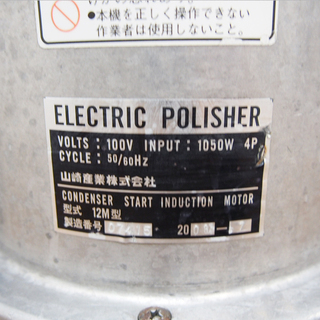 ●本機を正しく操作できない
作業者は使用しないこと。
ELECTRIC POLISHER
VOLTS: 100V INPUT: 1050W 4P
CYCLE: 50/60Hz
山崎産業株式会社
CONDENSER START INDUCTION MOTOR
型式 12M型
製造番号